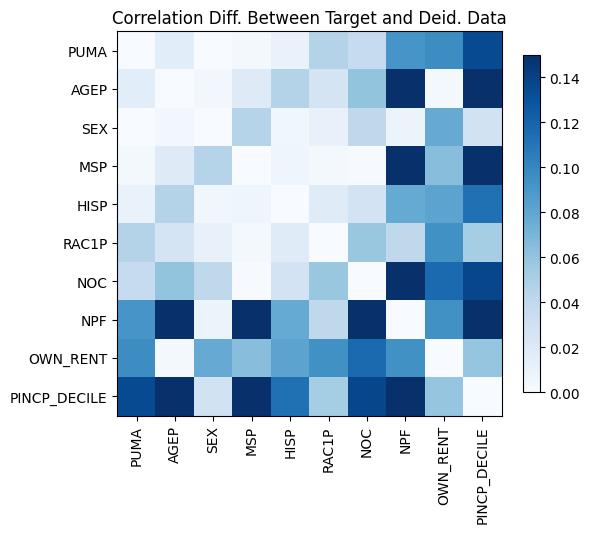 Correlation Diff. Between Target and Deid. Data
PUMA
AGEP
SEX
MSP
HISP
RAC1P
NOC
NPF
OWN_RENT
PINCP_DECILE
PUMA
AGEP
SEX
MSP
HISP
RAC1P
NOC
NPF
OWN_RENT
PINCP_DECILE
0.14
0.12
0.10
0.08
0.06
0.04
0.02
0.00